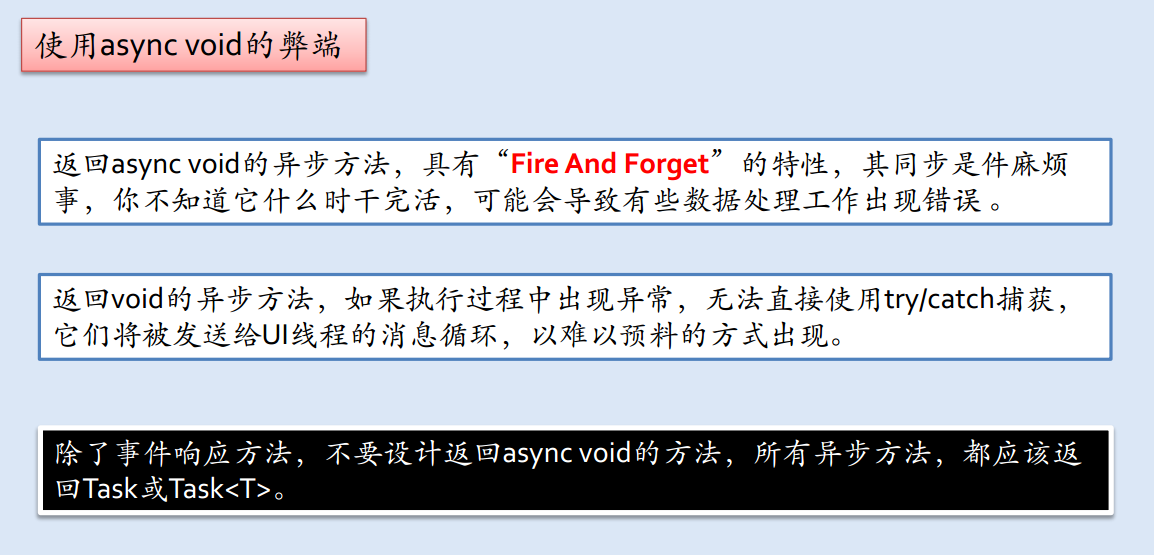 使用async void的弊端
返回async void的异步方法，具有“Fire And Forget”的特性，其同步是件麻烦
事，你不知道它什么时干完活，可能会导致有些数据处理工作出现错误。
返回void的异步方法，如果执行过程中出现异常，无法直接使用try/catch捕获，
它们将被发送给UI线程的消息循环，以难以预料的方式出现。
除了事件响应方法，不要设计返回async void的方法，所有异步方法，都应该返
回Task或Task<T>。